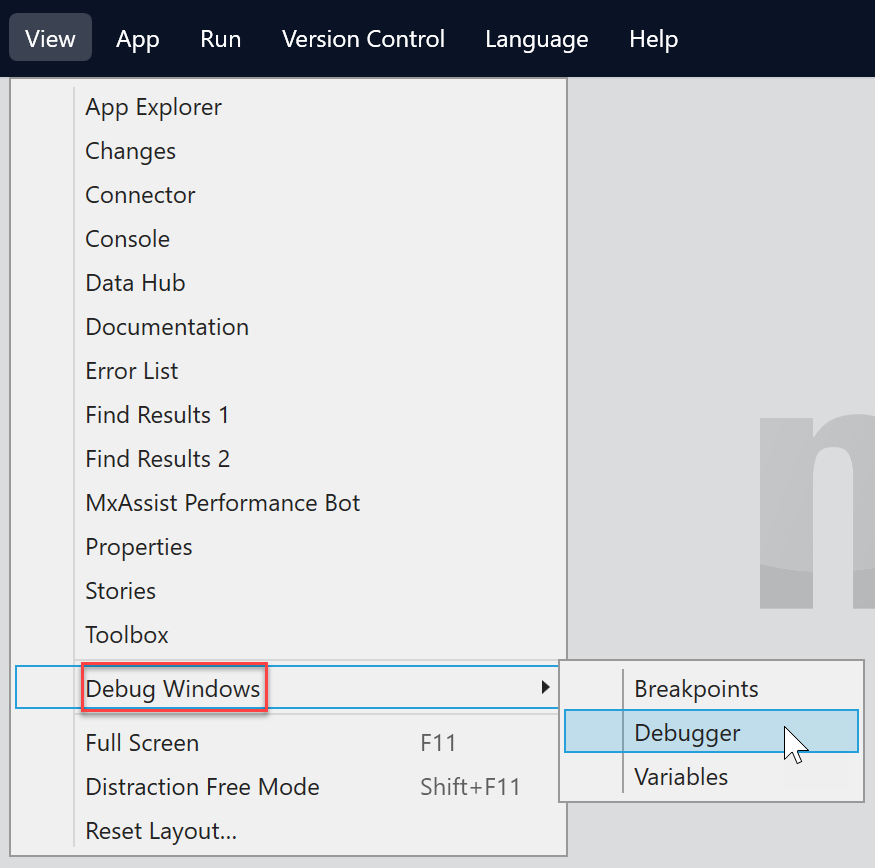 View App Run Version Control Language Help
App Explorer
Changes
Connector
Console
Data Hub
Documentation
Error List
Find Results 1
Find Results 2
MxAssist Performance Bot
Properties
Stories
Toolbox
Debug Windows
Breakpoints
Debugger
Variables
Full Screen F11
Distraction Free Mode Shift+F11
Reset Layout...